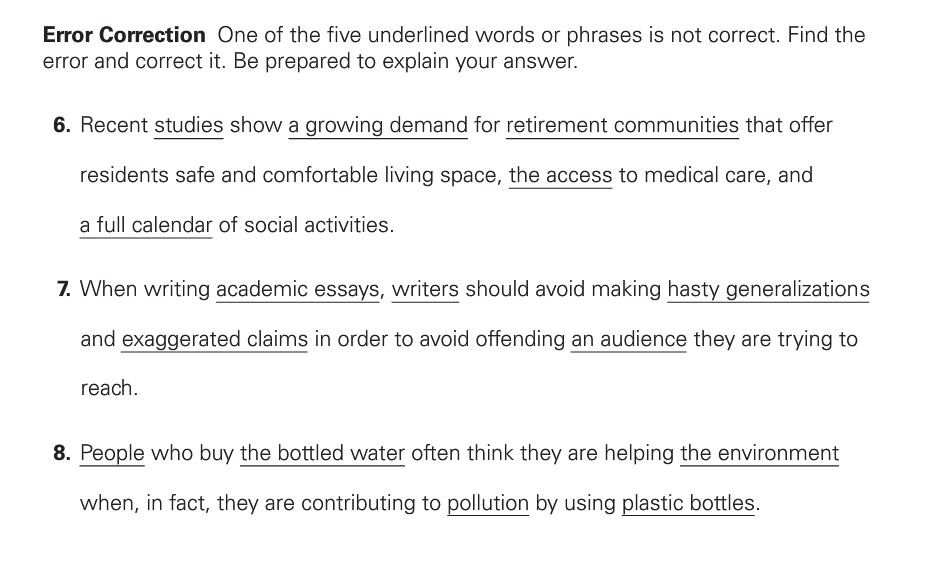 Error Correction One of the five underlined words or phrases is not correct. Find the
error and correct it. Be prepared to explain your answer.
6. Recent studies show a growing demand for retirement communities that offer
residents safe and comfortable living space, the access to medical care, and
a full calendar of social activities.
7. When writing academic essays, writers should avoid making hasty generalizations
and exaggerated claims in order to avoid offending an audience they are trying to
reach.
8. People who buy the bottled water often think they are helping the environment
when, in fact, they are contributing to pollution by using plastic bottles.